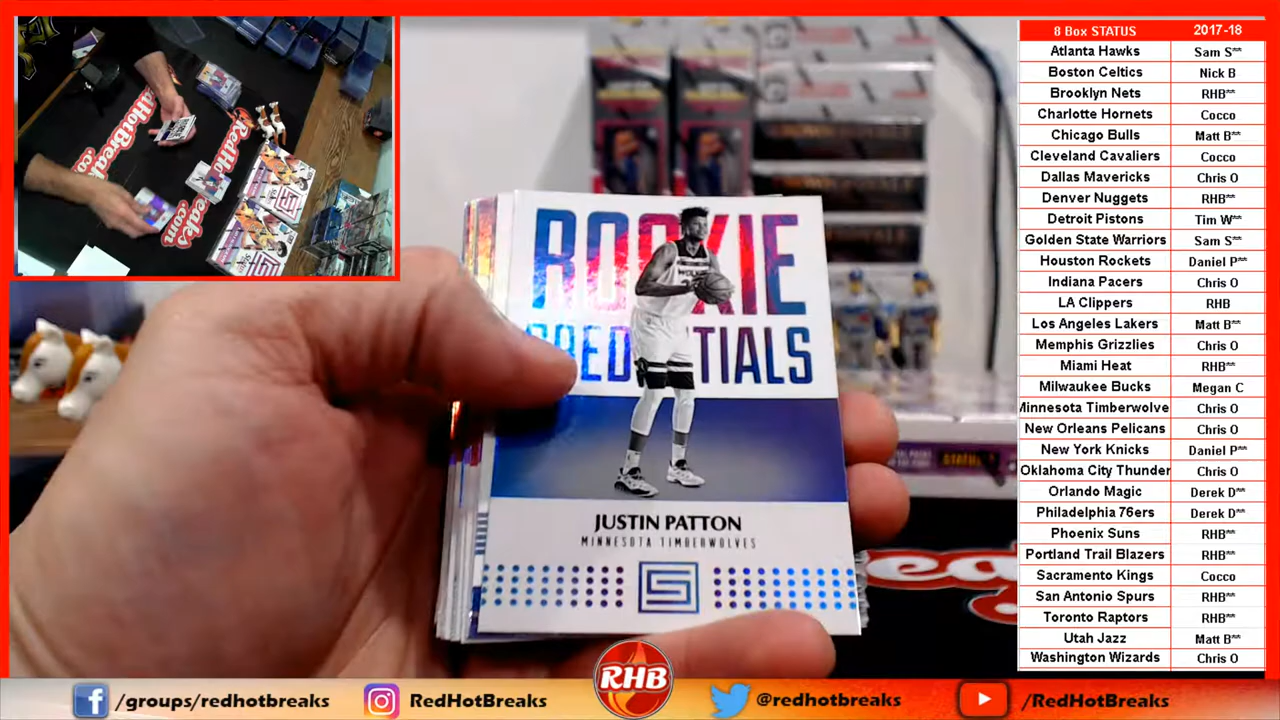 ROOKIE
CREDENTIALS
JUSTIN PATTON
MINNESOTA TIMBERWOLVES
8 Box STATUS 2017-18
Atlanta Hawks Sam S**
Boston Celtics Nick B
Brooklyn Nets RHB**
Charlotte Hornets Cocco
Chicago Bulls Matt B**
Cleveland Cavaliers Cocco
Dallas Mavericks Chris O
Denver Nuggets RHB**
Detroit Pistons Tim W**
Golden State Warriors Sam S**
Houston Rockets Daniel P**
Indiana Pacers Chris O
LA Clippers RHB
Los Angeles Lakers Matt B**
Memphis Grizzlies Chris O
Miami Heat RHB**
Milwaukee Bucks Megan C
Minnesota Timberwolve Chris O
New Orleans Pelicans Chris O
New York Knicks Daniel P**
Oklahoma City Thunder Chris O
Orlando Magic Derek D**
Philadelphia 76ers Derek D**
Phoenix Suns RHB**
Portland Trail Blazers RHB**
Sacramento Kings Cocco
San Antonio Spurs RHB**
Toronto Raptors RHB**
Utah Jazz Matt B**
Washington Wizards Chris O
RHB
/groups/redhotbreaks RedHotBreaks @redhotbreaks /RedHotBreaks